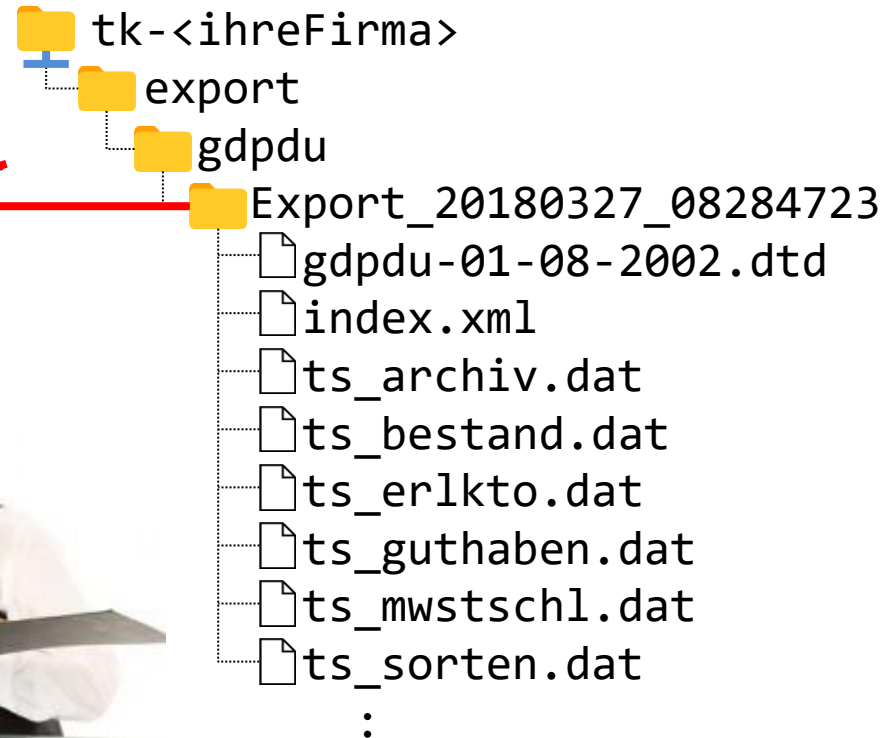 tk-<ihreFirma>
export
gdpdu
Export_20180327_08284723
gdpdu-01-08-2002.dtd
index.xml
ts_archiv.dat
ts_bestand.dat
ts_erlkto.dat
ts_guthaben.dat
ts_mwstschl.dat
ts_sorten.dat
: